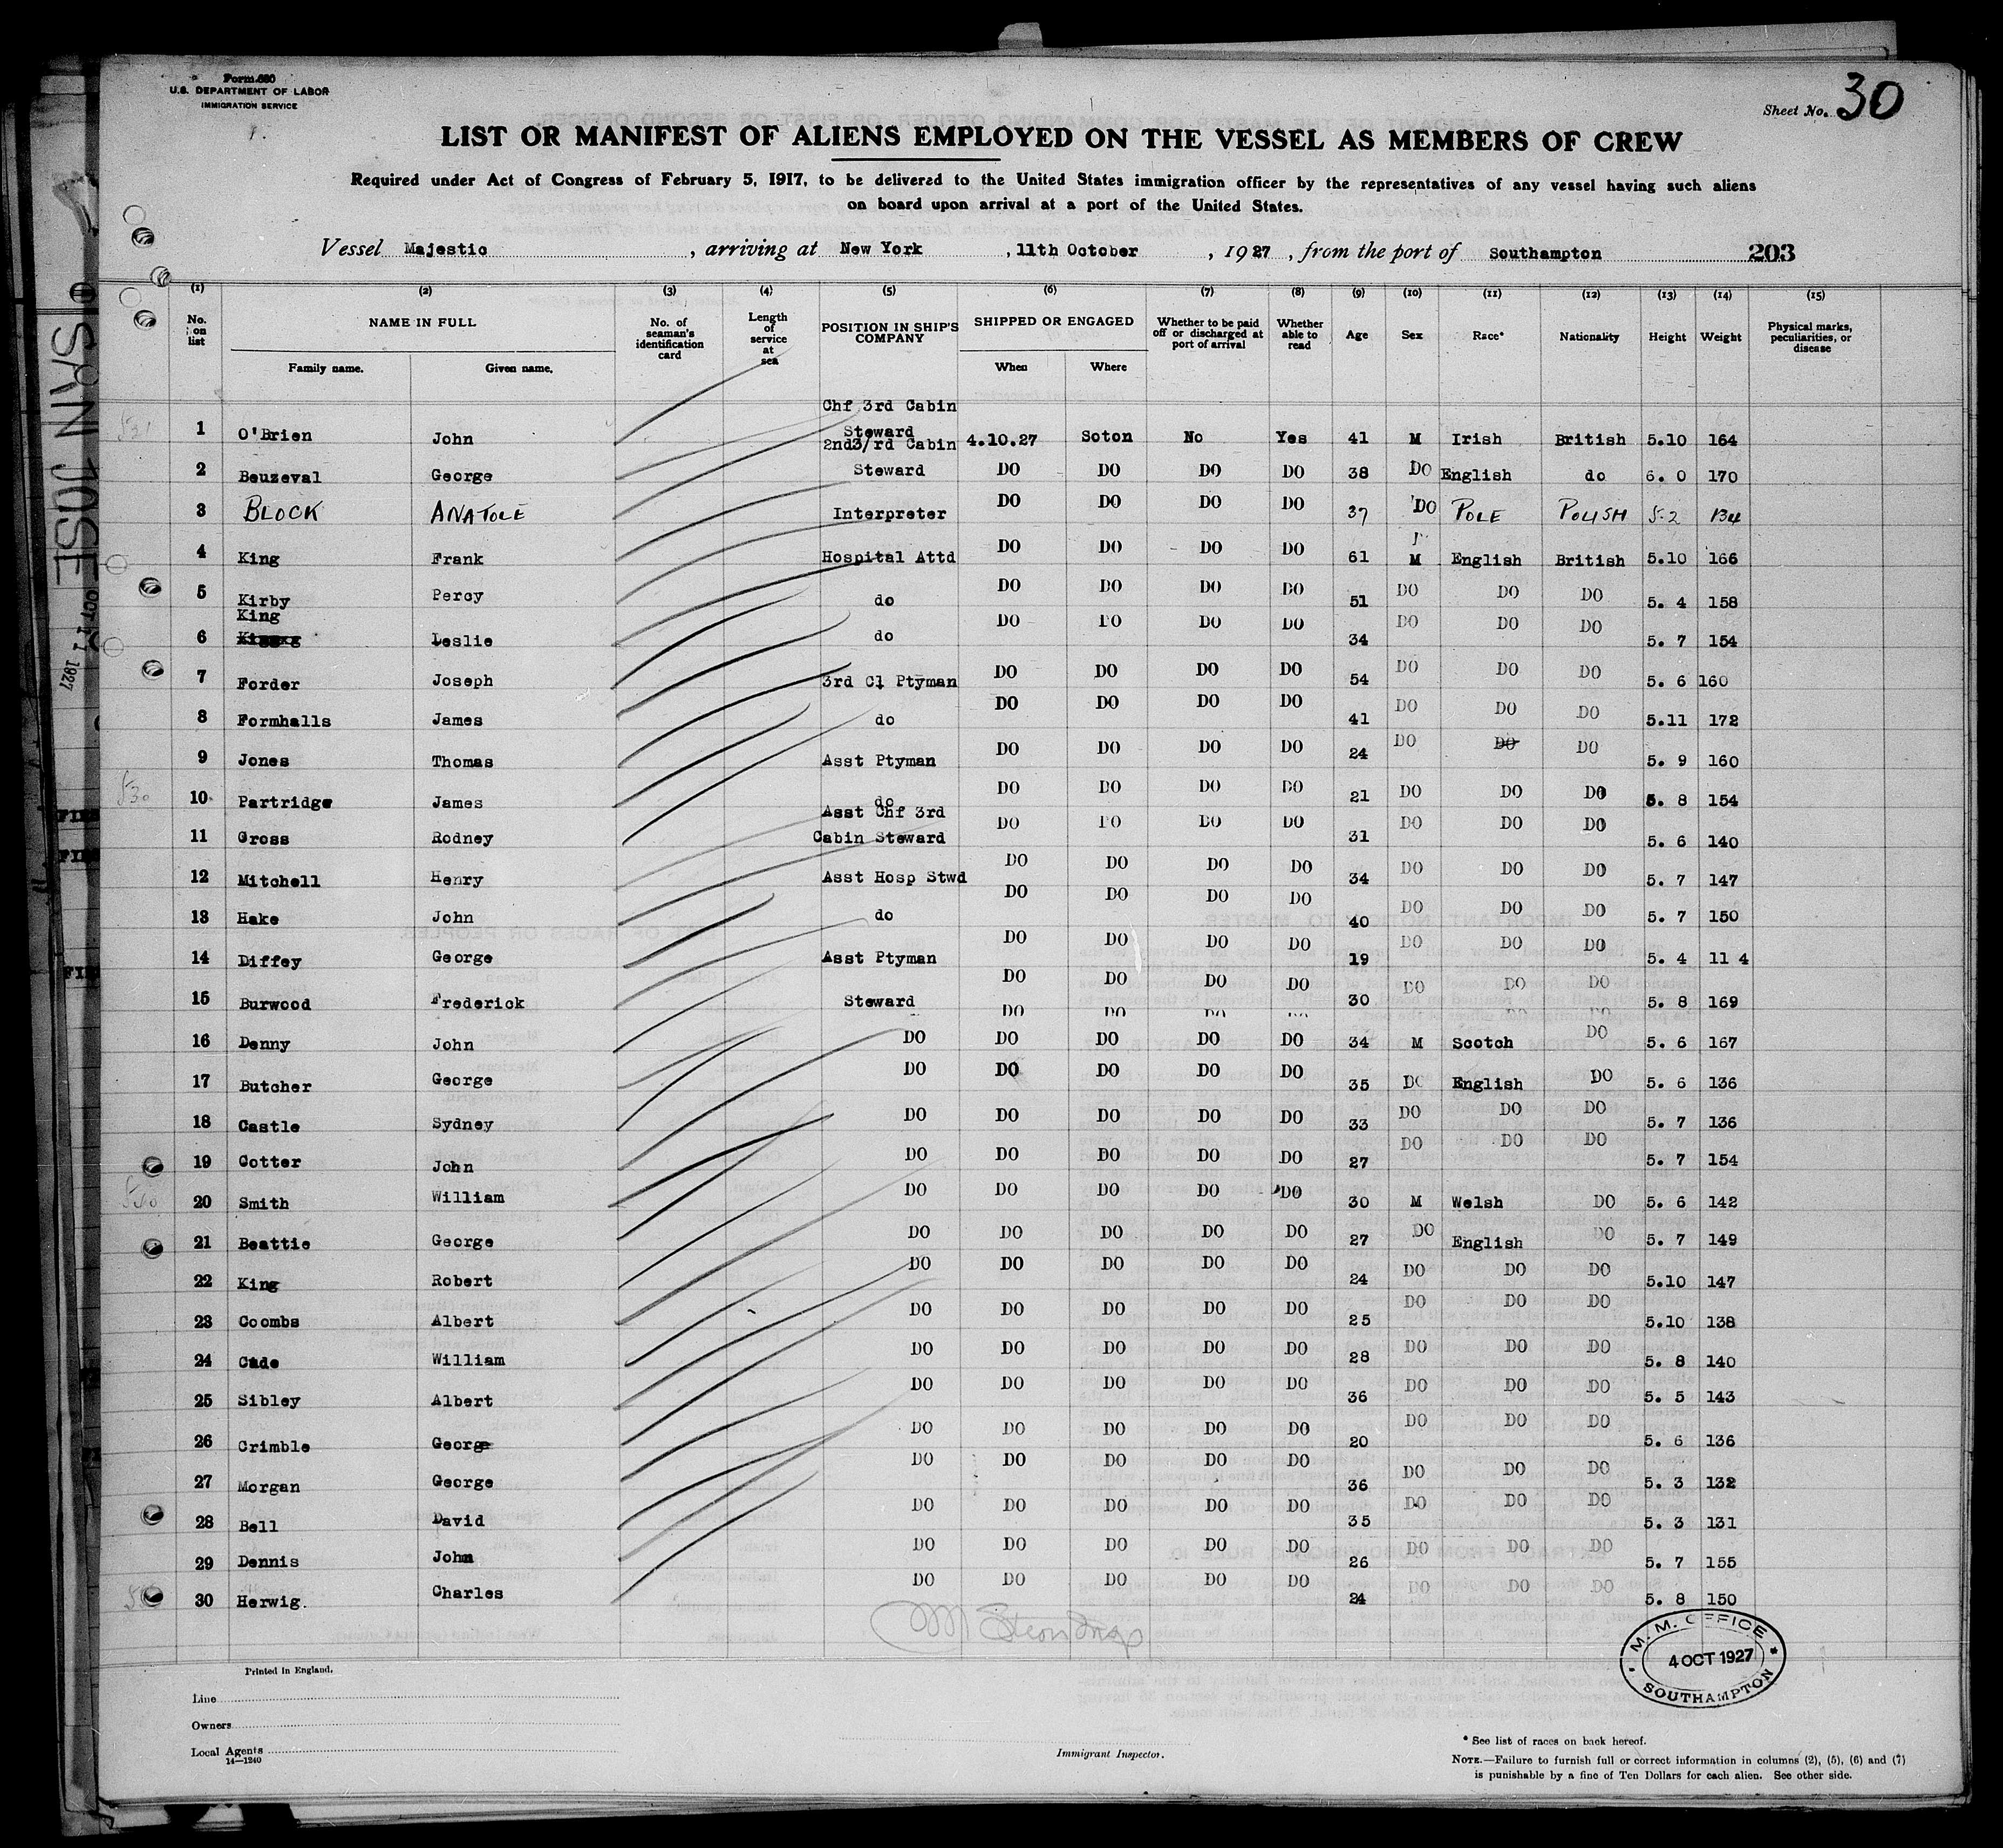 Form 680
U.S. DEPARTMENT OF LABOR
IMMIGRATION SERVICE
Sheet No. 30
LIST OR MANIFEST OF ALIENS EMPLOYED ON THE VESSEL AS MEMBERS OF CREW
Required under Act of Congress of February 5, 1917, to be delivered to the United States immigration officer by the representatives of any vessel having such aliens
on board upon arrival at a port of the United States.
Vessel Majestic, arriving at New York, 11th October, 1927, from the port of Southampton 203
(1) (2) (3) (4) (5) (6) (7) (8) (9) (10) (11) (12) (13) (14) (15)
No. on list NAME IN FULL No. of seaman's identification card Length of service at sea POSITION IN SHIP'S COMPANY SHIPPED OR ENGAGED Whether to be paid off or discharged at port of arrival Whether able to read Age Sex Race* Nationality Height Weight Physical marks, peculiarities, or disease
Family name. Given name. When Where
1 O'Brien John Chf 3rd Cabin Steward 4.10.27 Soton No Yes 41 M Irish British 5.10 164
2 Beuzeval George 2nd3/rd Cabin Steward DO DO DO DO 38 DO English do 6. 0 170
3 BLOCK ANATOLE Interpreter DO DO DO DO 37 DO POLE POLISH 5-2 134
4 King Frank Hospital Attd DO DO DO DO 61 M English British 5.10 166
5 Kirby Percy do DO DO DO DO 51 DO DO DO 5. 4 158
6 King Leslie do DO DO DO DO 34 DO DO DO 5. 7 154
7 Forder Joseph 3rd Cl Ptyman DO DO DO DO 54 DO DO DO 5. 6 160
8 Formhalls James do DO DO DO DO 41 DO DO DO 5.11 172
9 Jones Thomas Asst Ptyman DO DO DO DO 24 DO DO DO 5. 9 160
10 Partridge James do DO DO DO DO 21 DO DO DO 5. 8 154
11 Gross Rodney Asst Chf 3rd Cabin Steward DO DO DO DO 31 DO DO DO 5. 6 140
12 Mitchell Henry Asst Hosp Stwd DO DO DO DO 34 DO DO DO 5. 7 147
13 Hake John do DO DO DO DO 40 DO DO DO 5. 7 150
14 Diffey George Asst Ptyman DO DO DO DO 19 DO DO DO 5. 4 11 4
15 Burwood Frederick Steward DO DO DO DO 30 DO DO DO 5. 8 169
DO DO DO DO DO
16 Denny John DO DO DO DO DO 34 M Scotch DO 5. 6 167
17 Butcher George DO DO DO DO DO 35 DO English DO 5. 6 136
18 Castle Sydney DO DO DO DO DO 33 DO DO DO 5. 7 136
19 Cotter John DO DO DO DO DO 27 DO DO DO 5. 7 154
20 Smith William DO DO DO DO DO 30 M Welsh DO 5. 6 142
21 Beattie George DO DO DO DO DO 27 DO English DO 5. 7 149
22 King Robert DO DO DO DO DO 24 DO DO DO 5.10 147
23 Coombs Albert DO DO DO DO DO 25 DO DO DO 5.10 138
24 Cade William DO DO DO DO DO 28 DO DO DO 5. 8 140
25 Sibley Albert DO DO DO DO DO 36 DO DO DO 5. 5 143
26 Crimble George DO DO DO DO DO 20 DO DO DO 5. 6 136
27 Morgan George DO DO DO DO DO 36 DO DO DO 5. 3 132
28 Bell David DO DO DO DO DO 35 DO DO DO 5. 3 131
29 Dennis John DO DO DO DO DO 26 DO DO DO 5. 7 155
30 Herwig. Charles DO DO DO DO DO 24 DO DO DO 5. 8 150
M. M. OFFICE
4 OCT 1927
SOUTHAMPTON
Printed in England.
Line
Owners
Local Agents
14—1240
Immigrant Inspector.
* See list of races on back hereof.
NOTE.—Failure to furnish full or correct information in columns (2), (5), (6) and (7)
is punishable by a fine of Ten Dollars for each alien. See other side.
SAN JOSE
OCT 11 1927